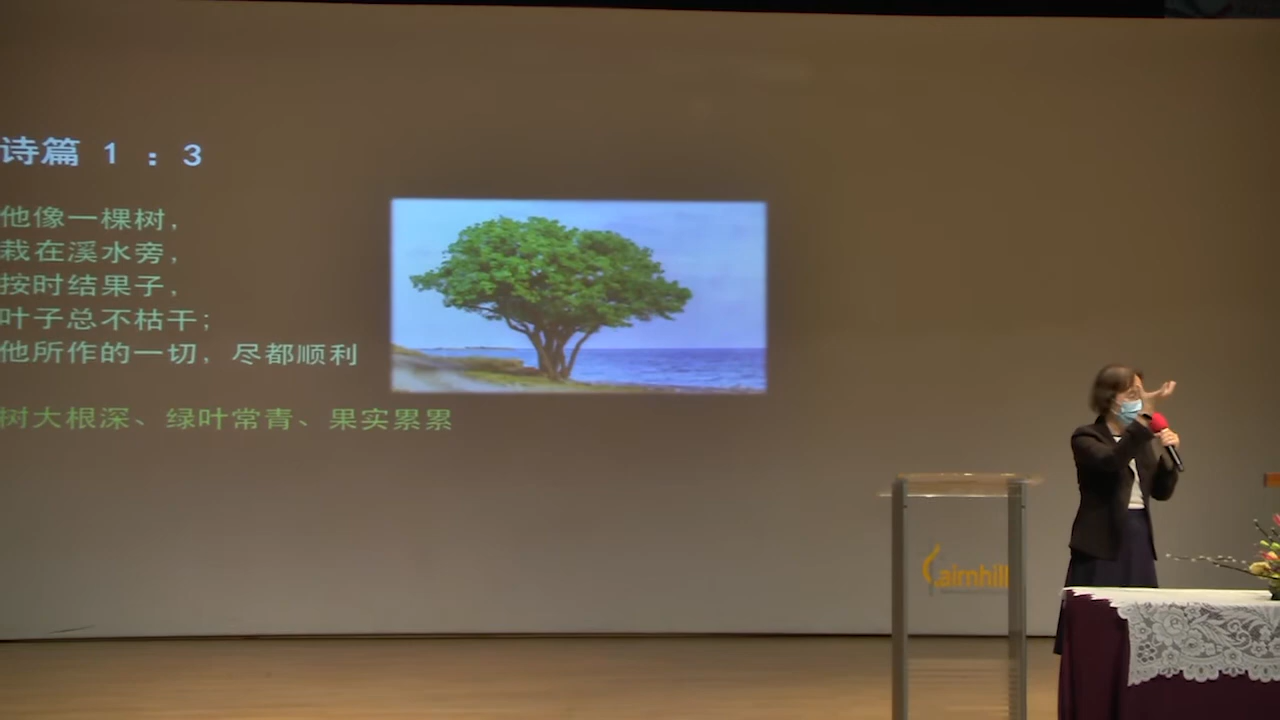 诗篇 1 : 3
他像一棵树，
栽在溪水旁，
按时结果子，
叶子总不枯干；
他所作的一切，尽都顺利
树大根深、绿叶常青、果实累累
Cairnhill